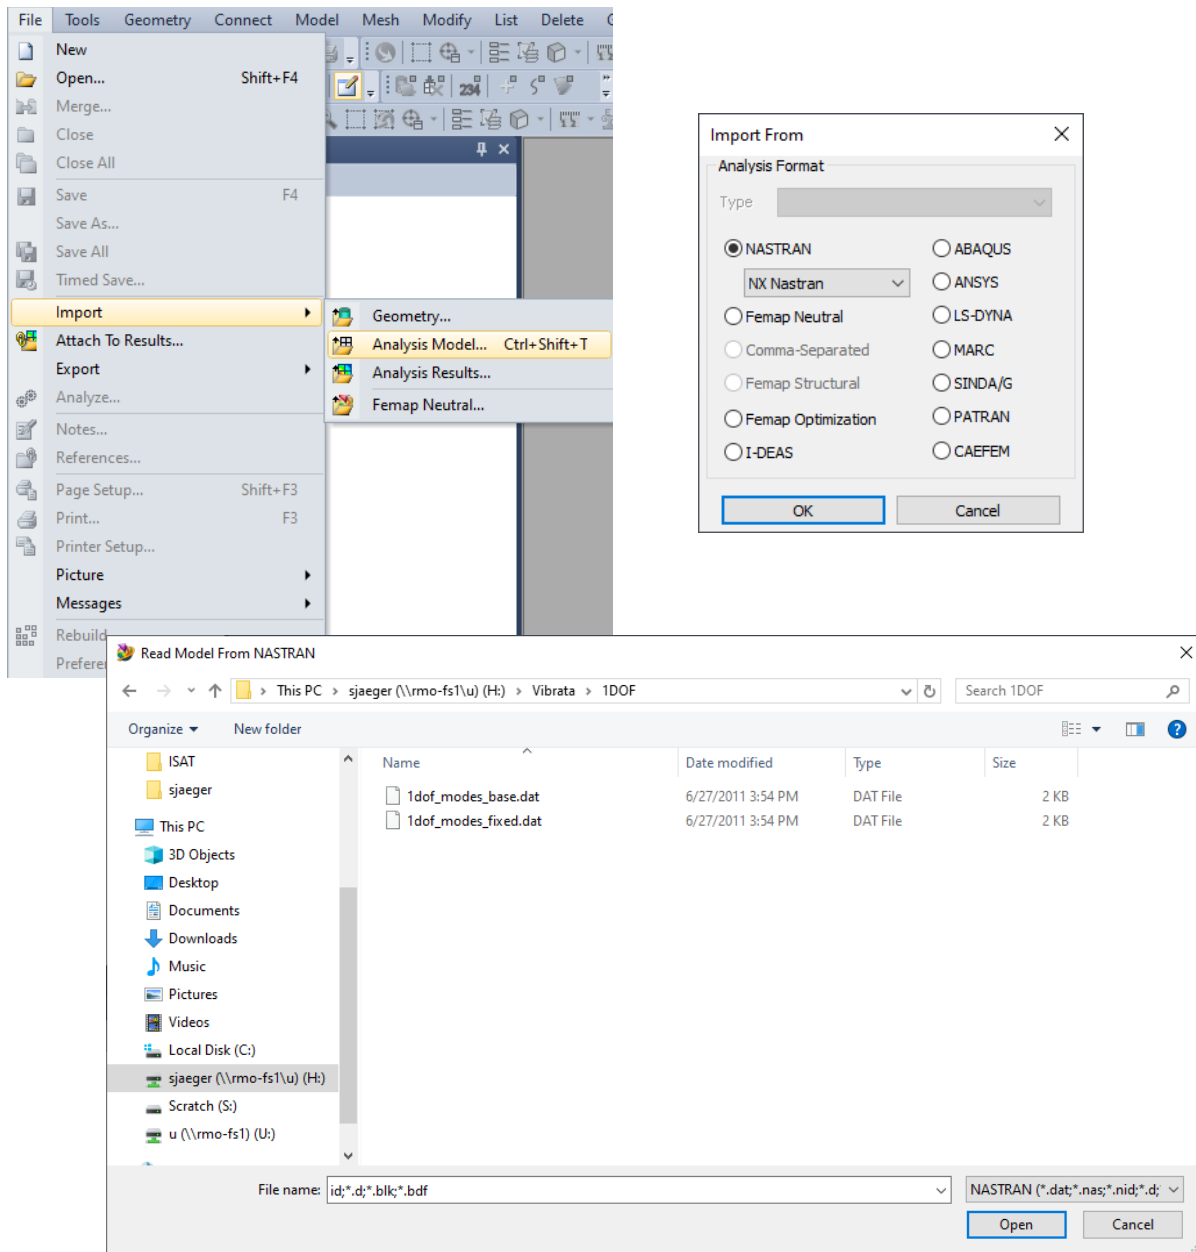 File Tools Geometry Connect Model Mesh Modify List Delete
New
Open... Shift+F4
Merge...
Close
Close All
Save F4
Save As...
Save All
Timed Save...
Import
Attach To Results...
Export
Analyze...
Notes...
References...
Page Setup... Shift+F3
Print... F3
Printer Setup...
Picture
Messages
Rebuild
Prefere
234
Geometry...
Analysis Model... Ctrl+Shift+T
Analysis Results...
Femap Neutral...
Import From
Analysis Format
Type
NASTRAN
NX Nastran
Femap Neutral
Comma-Separated
Femap Structural
Femap Optimization
I-DEAS
ABAQUS
ANSYS
LS-DYNA
MARC
SINDA/G
PATRAN
CAEFEM
OK Cancel
Read Model From NASTRAN
This PC > sjaeger (\\rmo-fs1\u) (H:) > Vibrata > 1DOF
Search 1DOF
Organize New folder
ISAT
sjaeger
This PC
3D Objects
Desktop
Documents
Downloads
Music
Pictures
Videos
Local Disk (C:)
sjaeger (\\rmo-fs1\u) (H:)
Scratch (S:)
u (\\rmo-fs1) (U:)
Name Date modified Type Size
1dof_modes_base.dat 6/27/2011 3:54 PM DAT File 2 KB
1dof_modes_fixed.dat 6/27/2011 3:54 PM DAT File 2 KB
File name: id;*.d;*.blk;*.bdf
NASTRAN (*.dat;*.nas;*.nid;*.d;
Open Cancel